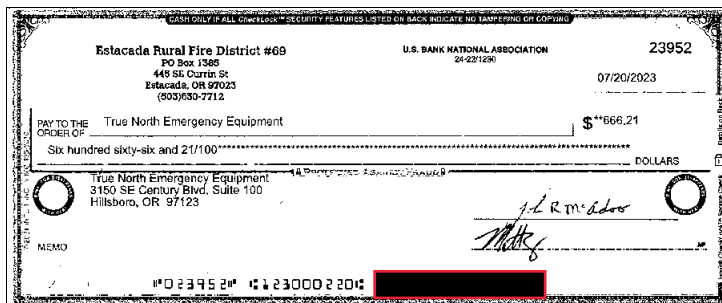 CASH ONLY IF ALL CheckLock™ SECURITY FEATURES LISTED ON BACK INDICATE NO TAMPERING OR COPYING
Estacada Rural Fire District #69
PO Box 1385
445 SE Currin St
Estacada, OR 97023
(503)630-7712
U.S. BANK NATIONAL ASSOCIATION
24-22/1230
23952
07/20/2023
PAY TO THE
ORDER OF
True North Emergency Equipment
$**666.21
Six hundred sixty-six and 21/100
DOLLARS
True North Emergency Equipment
3150 SE Century Blvd, Suite 100
Hillsboro, OR 97123
MEMO
⑈023952⑈ ⑆123000220⑆